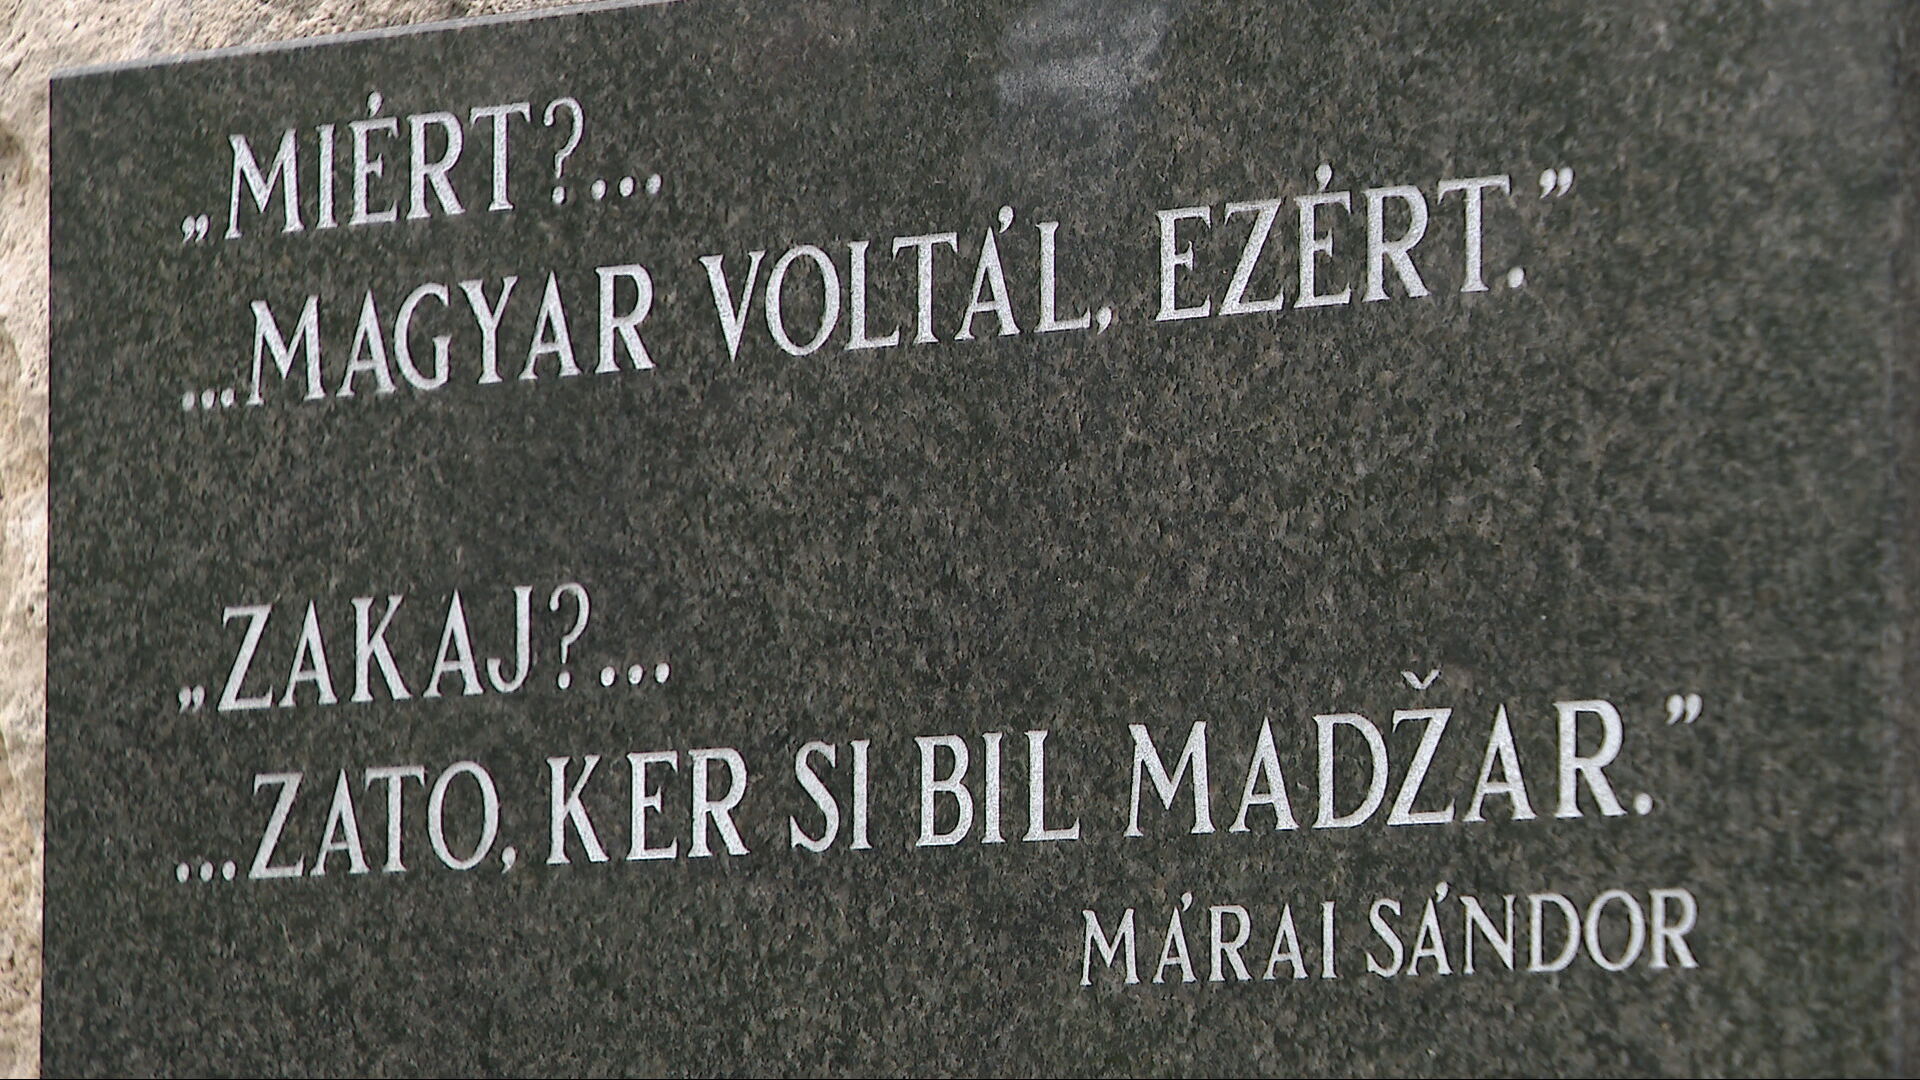 „MIÉRT?...
...MAGYAR VOLTÁL, EZÉRT.”
„ZAKAJ?...
...ZATO, KER SI BIL MADŽAR.”
MÁRAI SÁNDOR